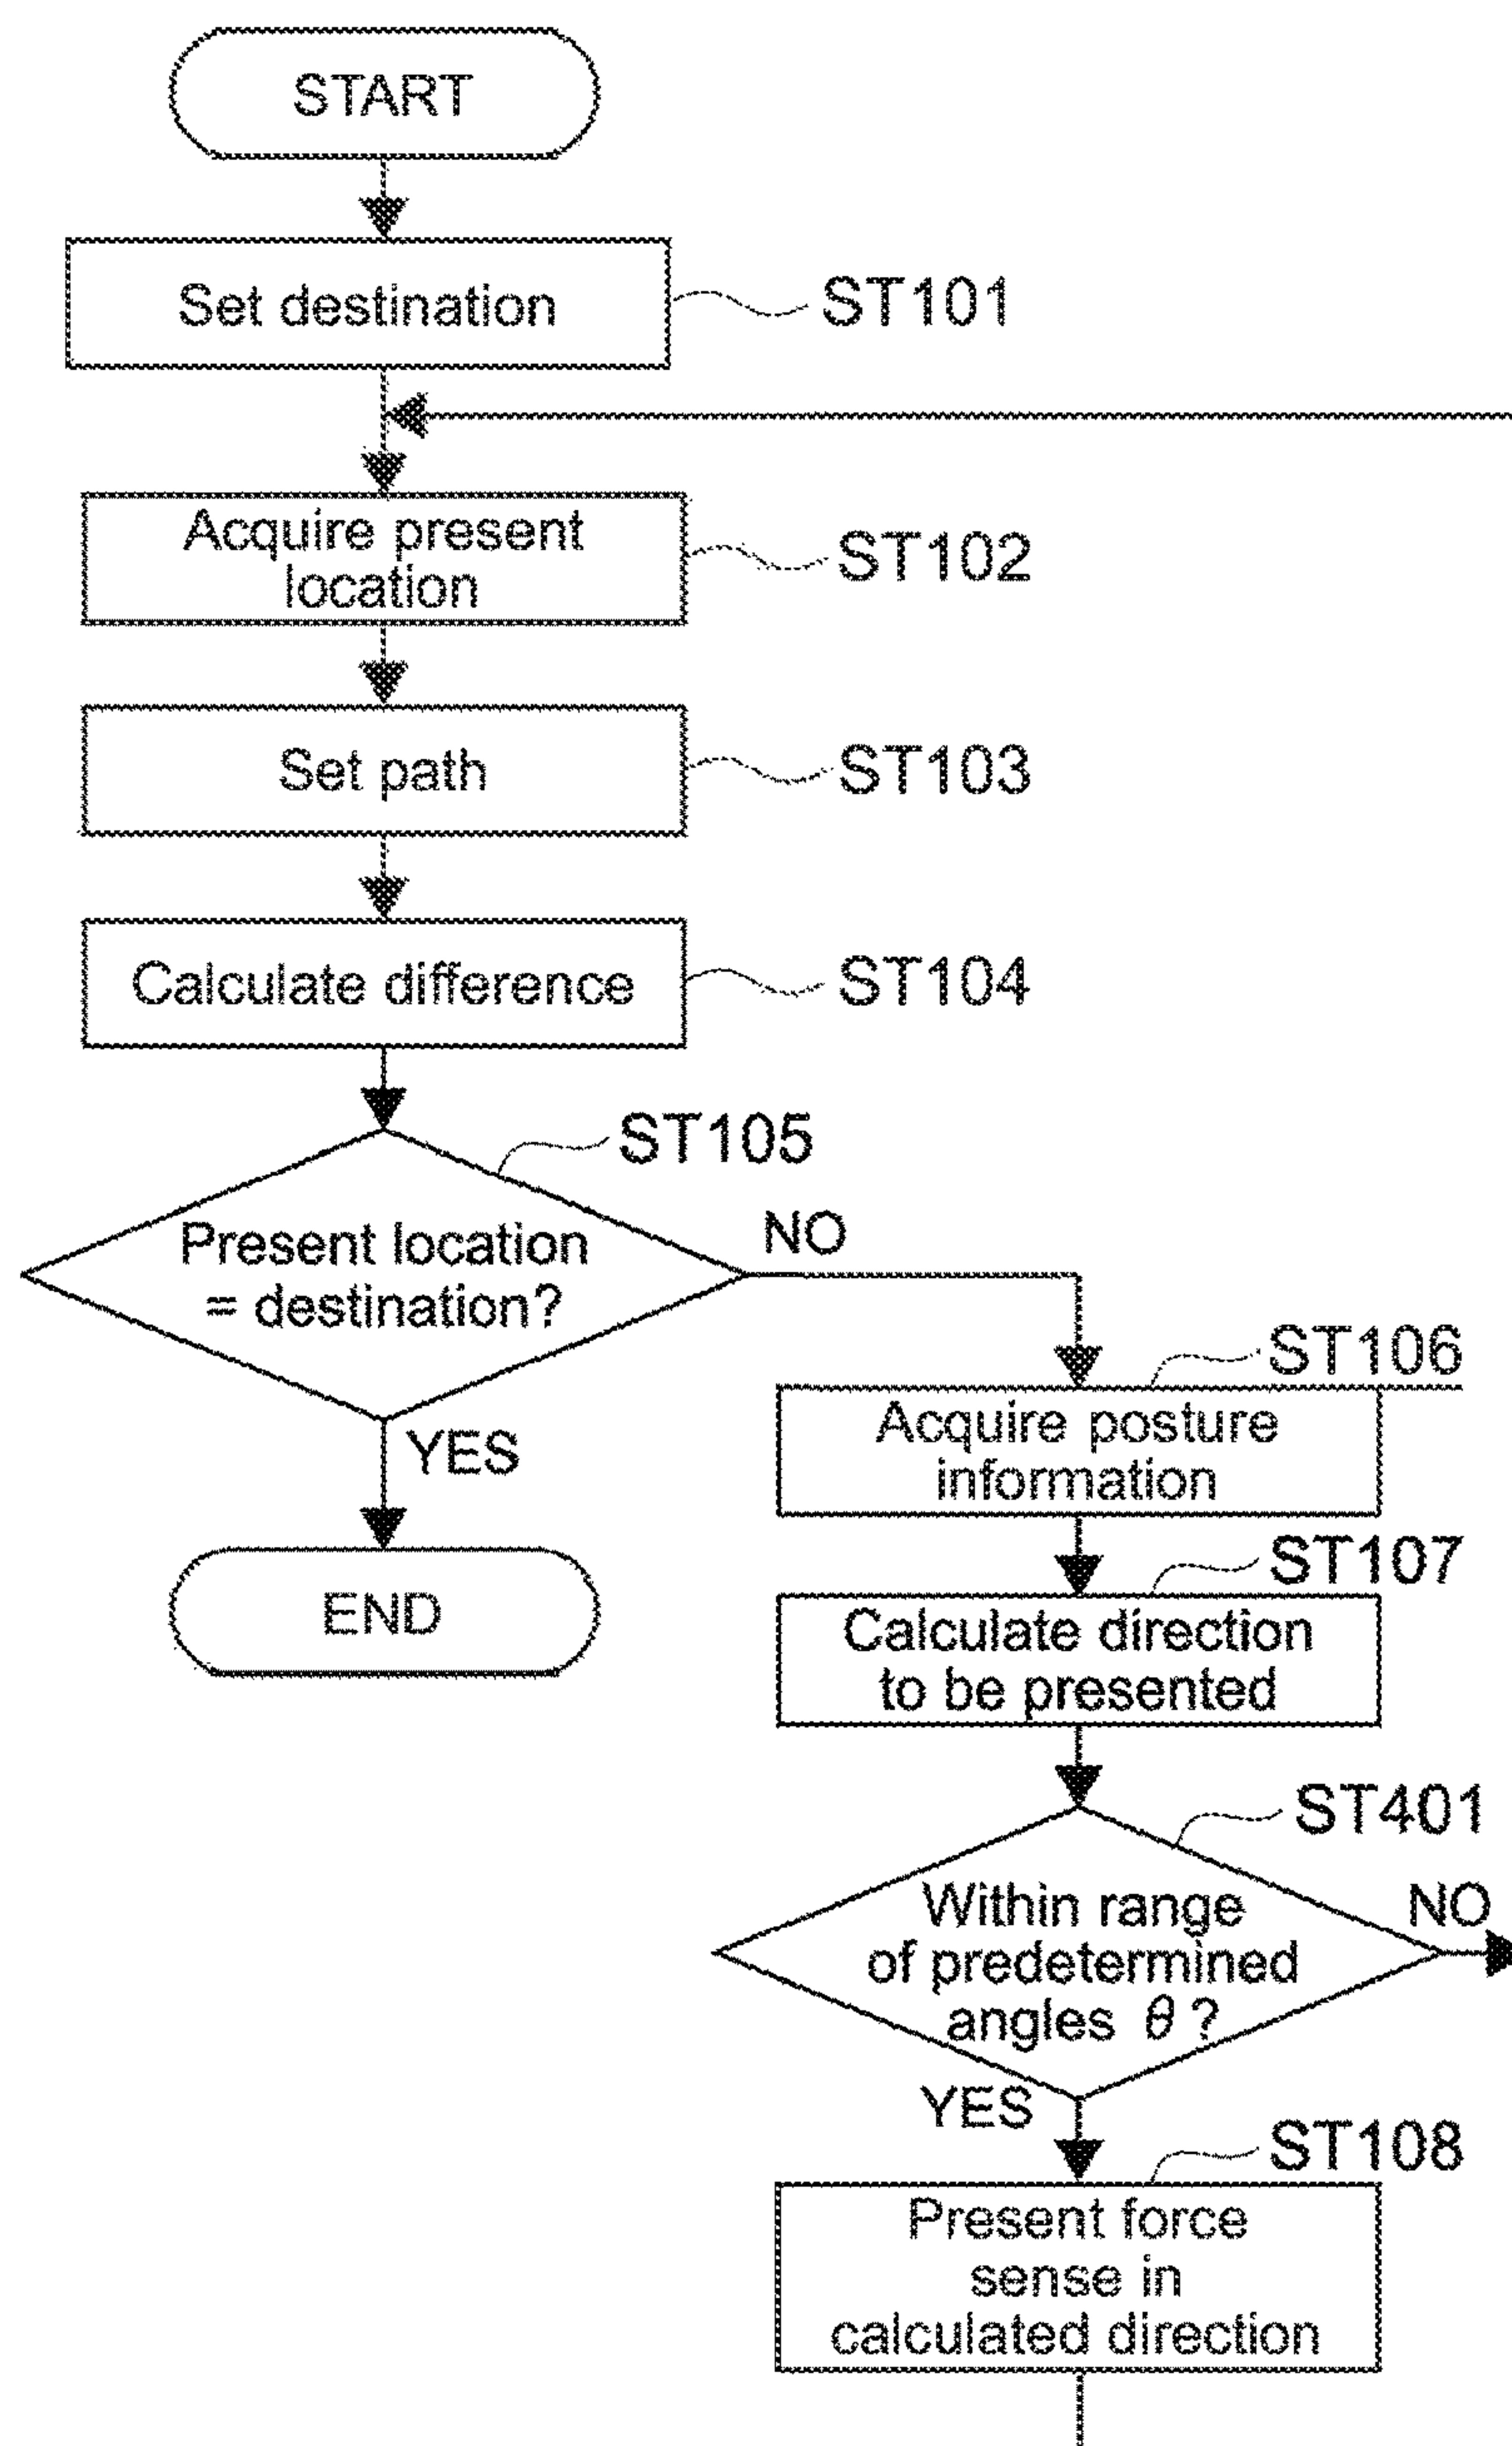 START
Set destination
ST101
Acquire present
location
ST102
Set path
ST103
Calculate difference
ST104
ST105
Present location
= destination?
NO
YES
END
ST106
Acquire posture
information
ST107
Calculate direction
to be presented
ST401
Within range
of predetermined
angles θ ?
NO
YES
ST108
Present force
sense in
calculated direction